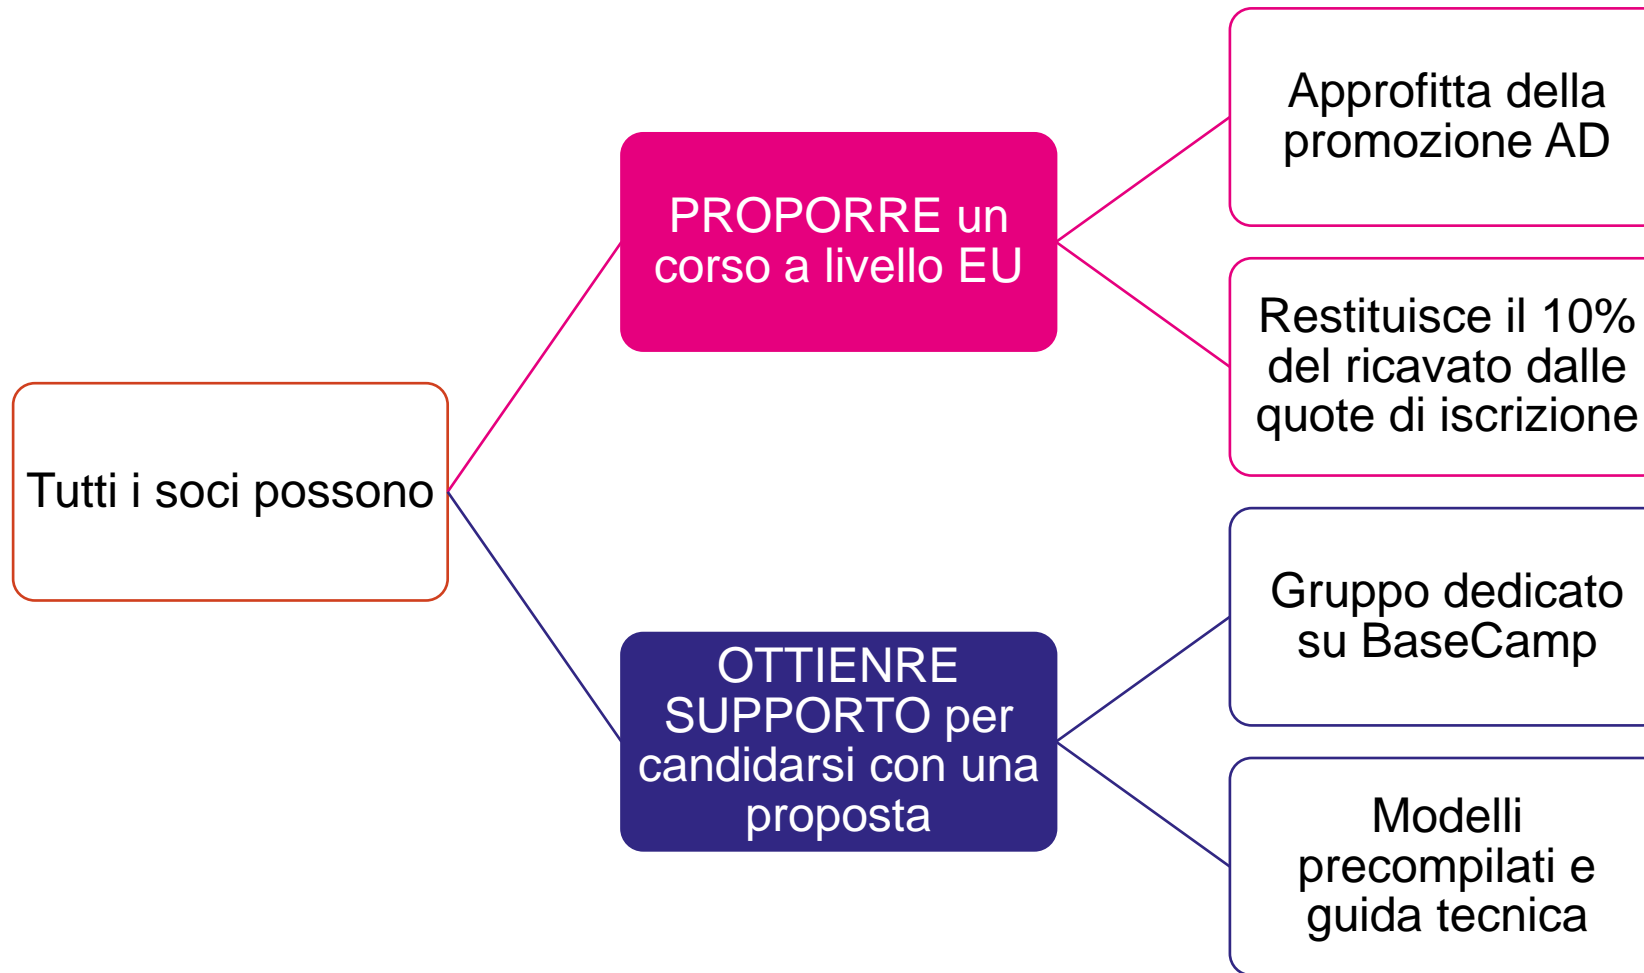 Tutti i soci possono
PROPORRE un
corso a livello EU
Approfitta della
promozione AD
Restituisce il 10%
del ricavato dalle
quote di iscrizione
OTTIENRE
SUPPORTO per
candidarsi con una
proposta
Gruppo dedicato
su BaseCamp
Modelli
precompilati e
guida tecnica